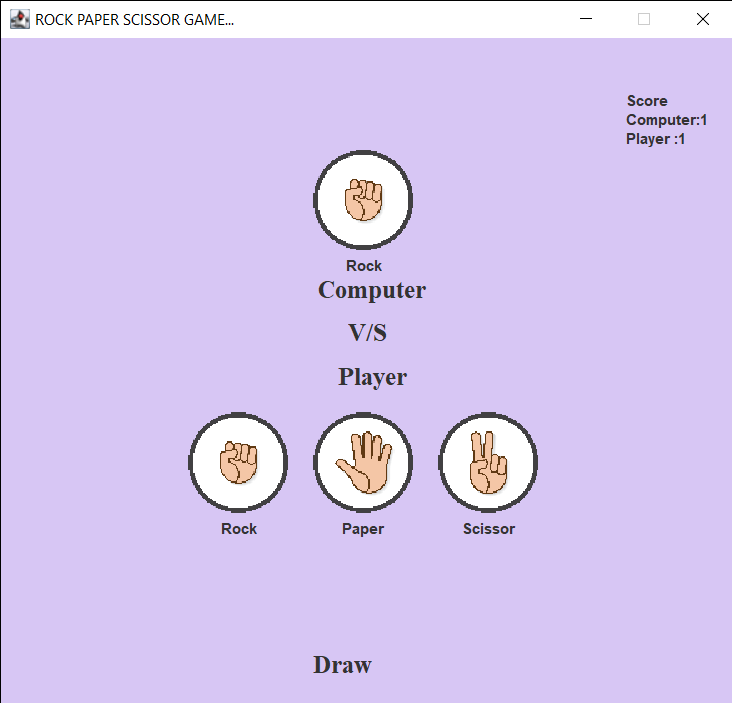 ROCK PAPER SCISSOR GAME...
Score
Computer:1
Player :1
Rock
Computer
V/S
Player
Rock Paper Scissor
Draw